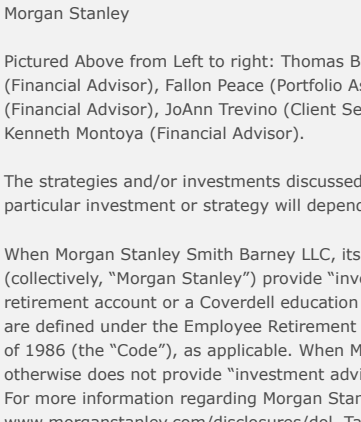 Morgan Stanley
Pictured Above from Left to right: Thomas B
(Financial Advisor), Fallon Peace (Portfolio As
(Financial Advisor), JoAnn Trevino (Client Se
Kenneth Montoya (Financial Advisor).
The strategies and/or investments discussed
particular investment or strategy will depend
When Morgan Stanley Smith Barney LLC, its
(collectively, “Morgan Stanley”) provide “inve
retirement account or a Coverdell education
are defined under the Employee Retirement
of 1986 (the “Code”), as applicable. When M
otherwise does not provide “investment advi
For more information regarding Morgan Stan
www.morganstanley.com/disclosures/dol. Ta